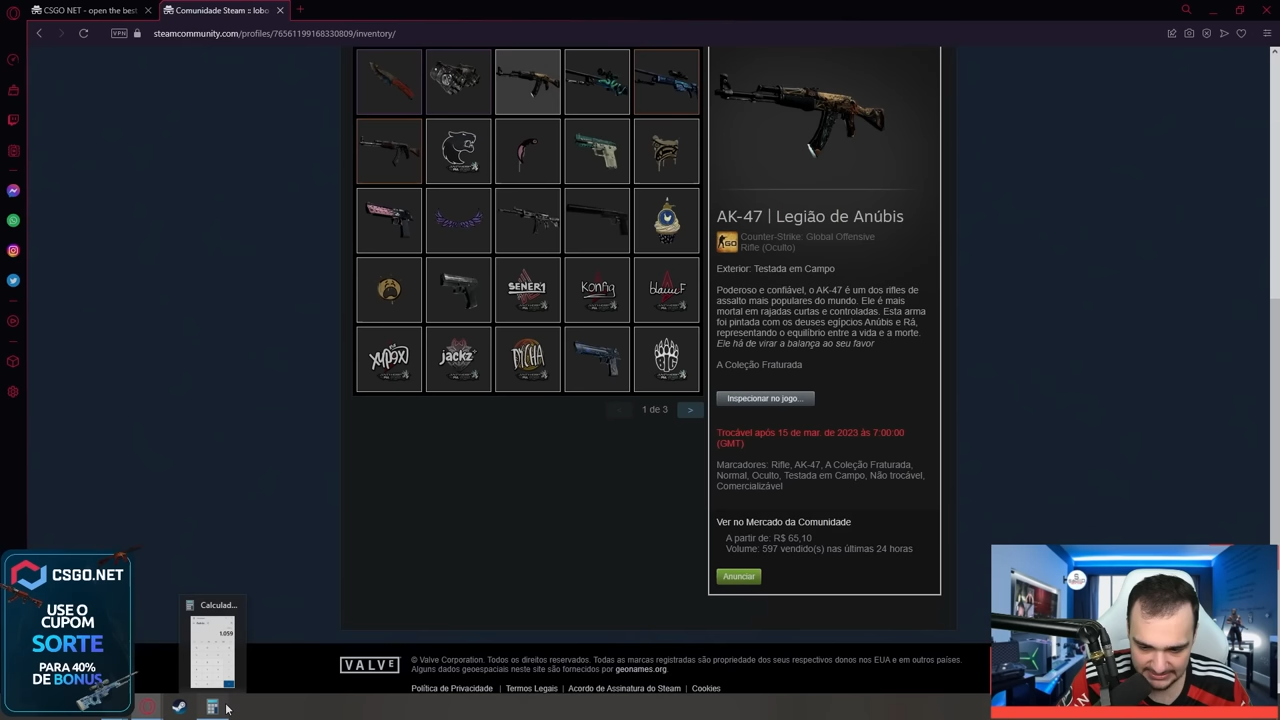 CSGO NET - open the best
Comunidade Steam :: lobo
VPN
steamcommunity.com/profiles/76561199168330809/inventory/
AK-47 | Legião de Anúbis
GO
Counter-Strike: Global Offensive
Rifle (Oculto)
Exterior: Testada em Campo
Poderoso e confiável, o AK-47 é um dos rifles de
assalto mais populares do mundo. Ele é mais
mortal em rajadas curtas e controladas. Esta arma
foi pintada com os deuses egípcios Anúbis e Rá,
representando o equilíbrio entre a vida e a morte.
Ele há de virar a balança ao seu favor
A Coleção Fraturada
Inspecionar no jogo...
Trocável após 15 de mar. de 2023 às 7:00:00
(GMT)
Marcadores: Rifle, AK-47, A Coleção Fraturada,
Normal, Oculto, Testada em Campo, Não trocável,
Comercializável
Ver no Mercado da Comunidade
A partir de: R$ 65,10
Volume: 597 vendido(s) nas últimas 24 horas
Anunciar
SENER1
Konfig
blameF
jackz
DYCHA
1 de 3
>
CSGO.NET
USE O
CUPOM
SORTE
PARA 40%
DE BONUS
Calculad...
1.059
VALVE
© Valve Corporation. Todos os direitos reservados. Todas as marcas registradas são propriedade dos seus respectivos donos nos EUA e em outros países.
Alguns dados geoespaciais neste site são fornecidos por geonames.org.
Política de Privacidade | Termos Legais | Acordo de Assinatura do Steam | Cookies